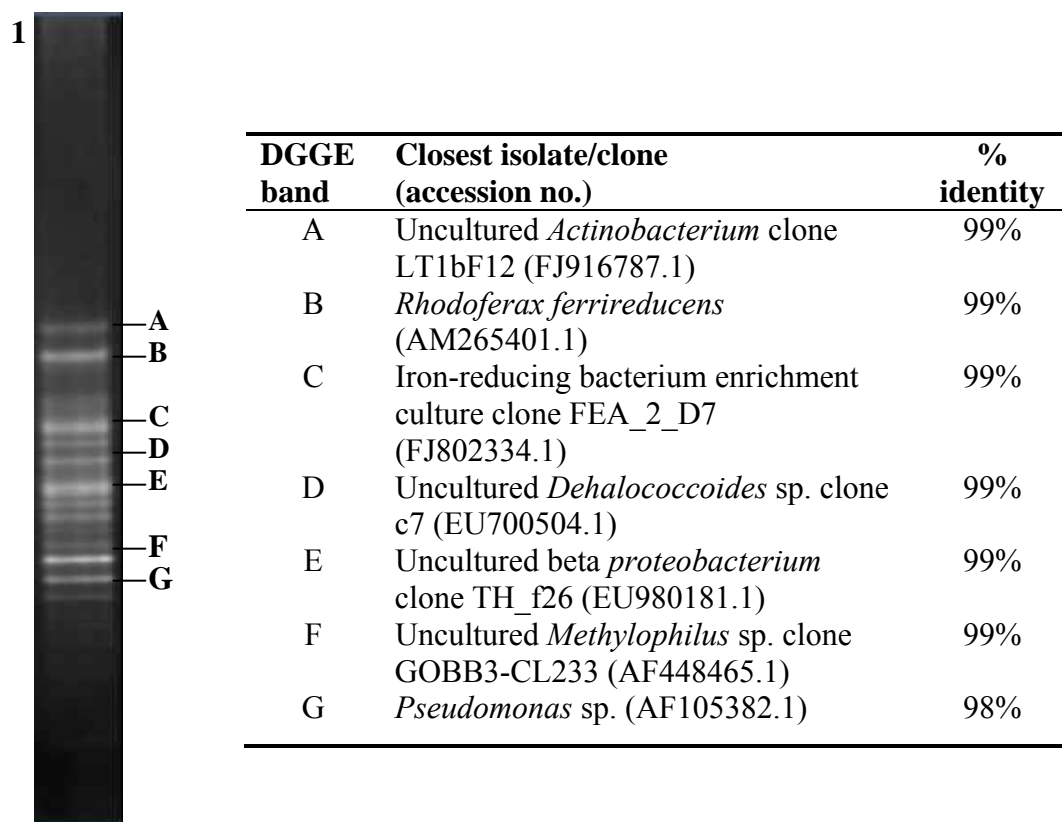 1
A
B
C
D
E
F
G
DGGE band Closest isolate/clone (accession no.) % identity
A Uncultured Actinobacterium clone 99%
LT1bF12 (FJ916787.1)
B Rhodoferax ferrireducens 99%
(AM265401.1)
C Iron-reducing bacterium enrichment 99%
culture clone FEA_2_D7
(FJ802334.1)
D Uncultured Dehalococcoides sp. clone 99%
c7 (EU700504.1)
E Uncultured beta proteobacterium 99%
clone TH_f26 (EU980181.1)
F Uncultured Methylophilus sp. clone 99%
GOBB3-CL233 (AF448465.1)
G Pseudomonas sp. (AF105382.1) 98%